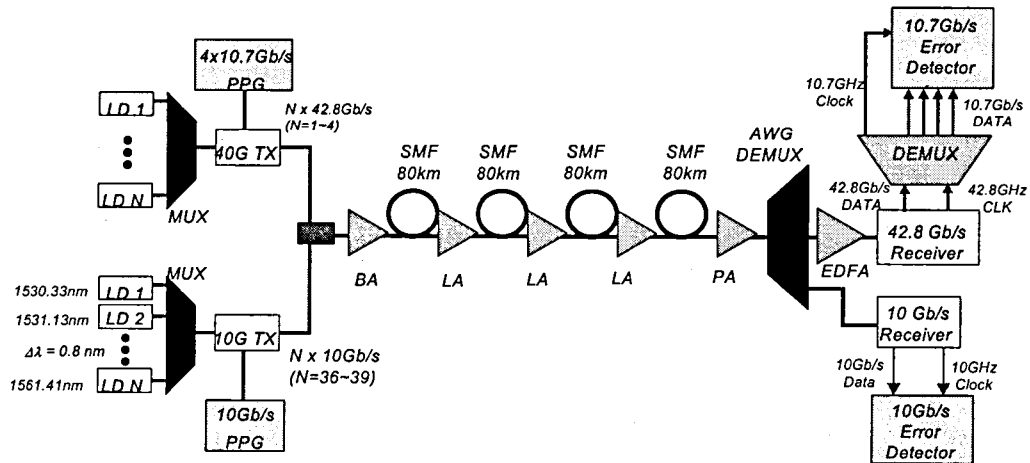 4x10.7Gb/s
PPG
LD 1
LD N
MUX
40G TX
N x 42.8Gb/s
(N=1~4)
MUX
1530.33nm
LD 1
1531.13nm
LD 2
Δλ = 0.8 nm
1561.41nm
LD N
10G TX
N x 10Gb/s
(N=36~39)
10Gb/s
PPG
SMF
80km
SMF
80km
SMF
80km
SMF
80km
BA
LA
LA
LA
PA
AWG
DEMUX
EDFA
10.7Gb/s
Error
Detector
10.7GHz
Clock
10.7Gb/s
DATA
DEMUX
42.8Gb/s
DATA
42.8GHz
CLK
42.8 Gb/s
Receiver
10 Gb/s
Receiver
10Gb/s
Data
10GHz
Clock
10Gb/s
Error
Detector